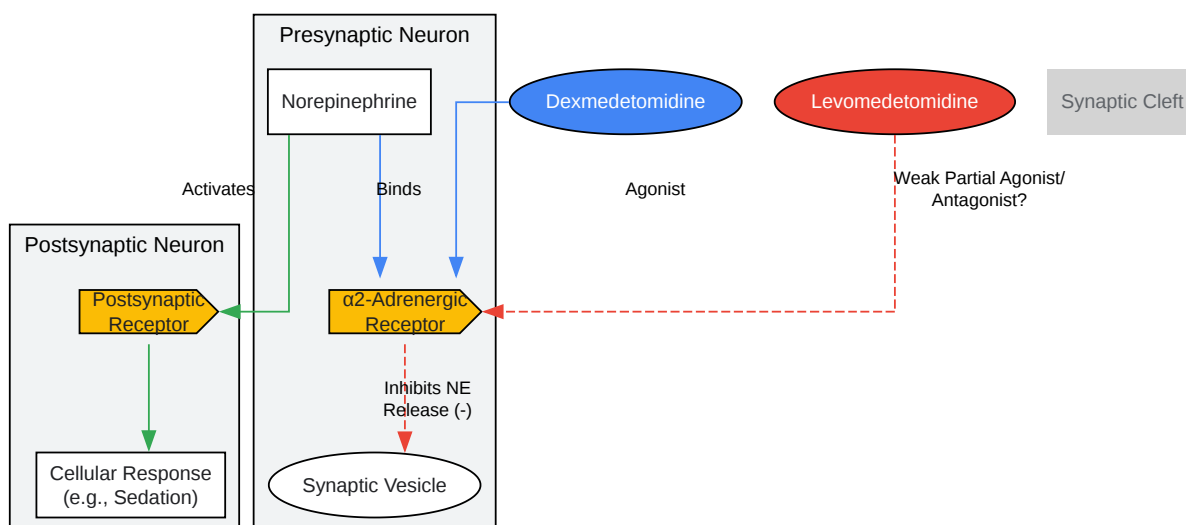 Presynaptic Neuron
Norepinephrine
Dexmedetomidine
Levomedetomidine
Synaptic Cleft
Activates
Binds
Agonist
Weak Partial Agonist/
Antagonist?
Postsynaptic Neuron
Postsynaptic
Receptor
α2-Adrenergic
Receptor
Inhibits NE
Release (-)
Cellular Response
(e.g., Sedation)
Synaptic Vesicle